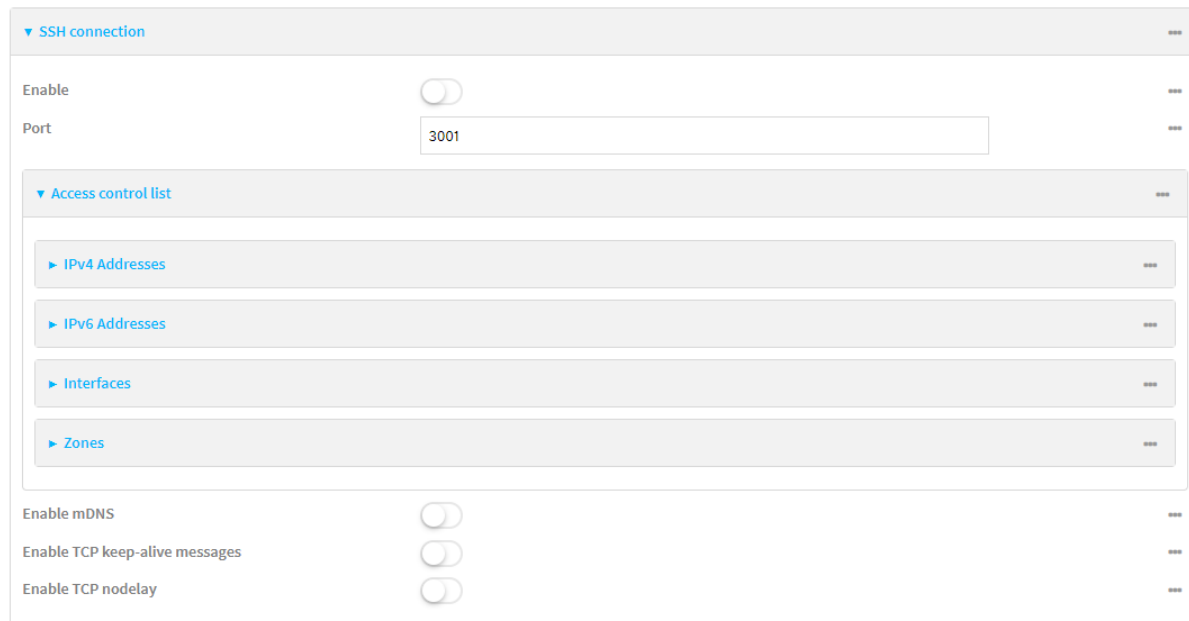 SSH connection
Enable
Port
3001
Access control list
IPv4 Addresses
IPv6 Addresses
Interfaces
Zones
Enable mDNS
Enable TCP keep-alive messages
Enable TCP nodelay